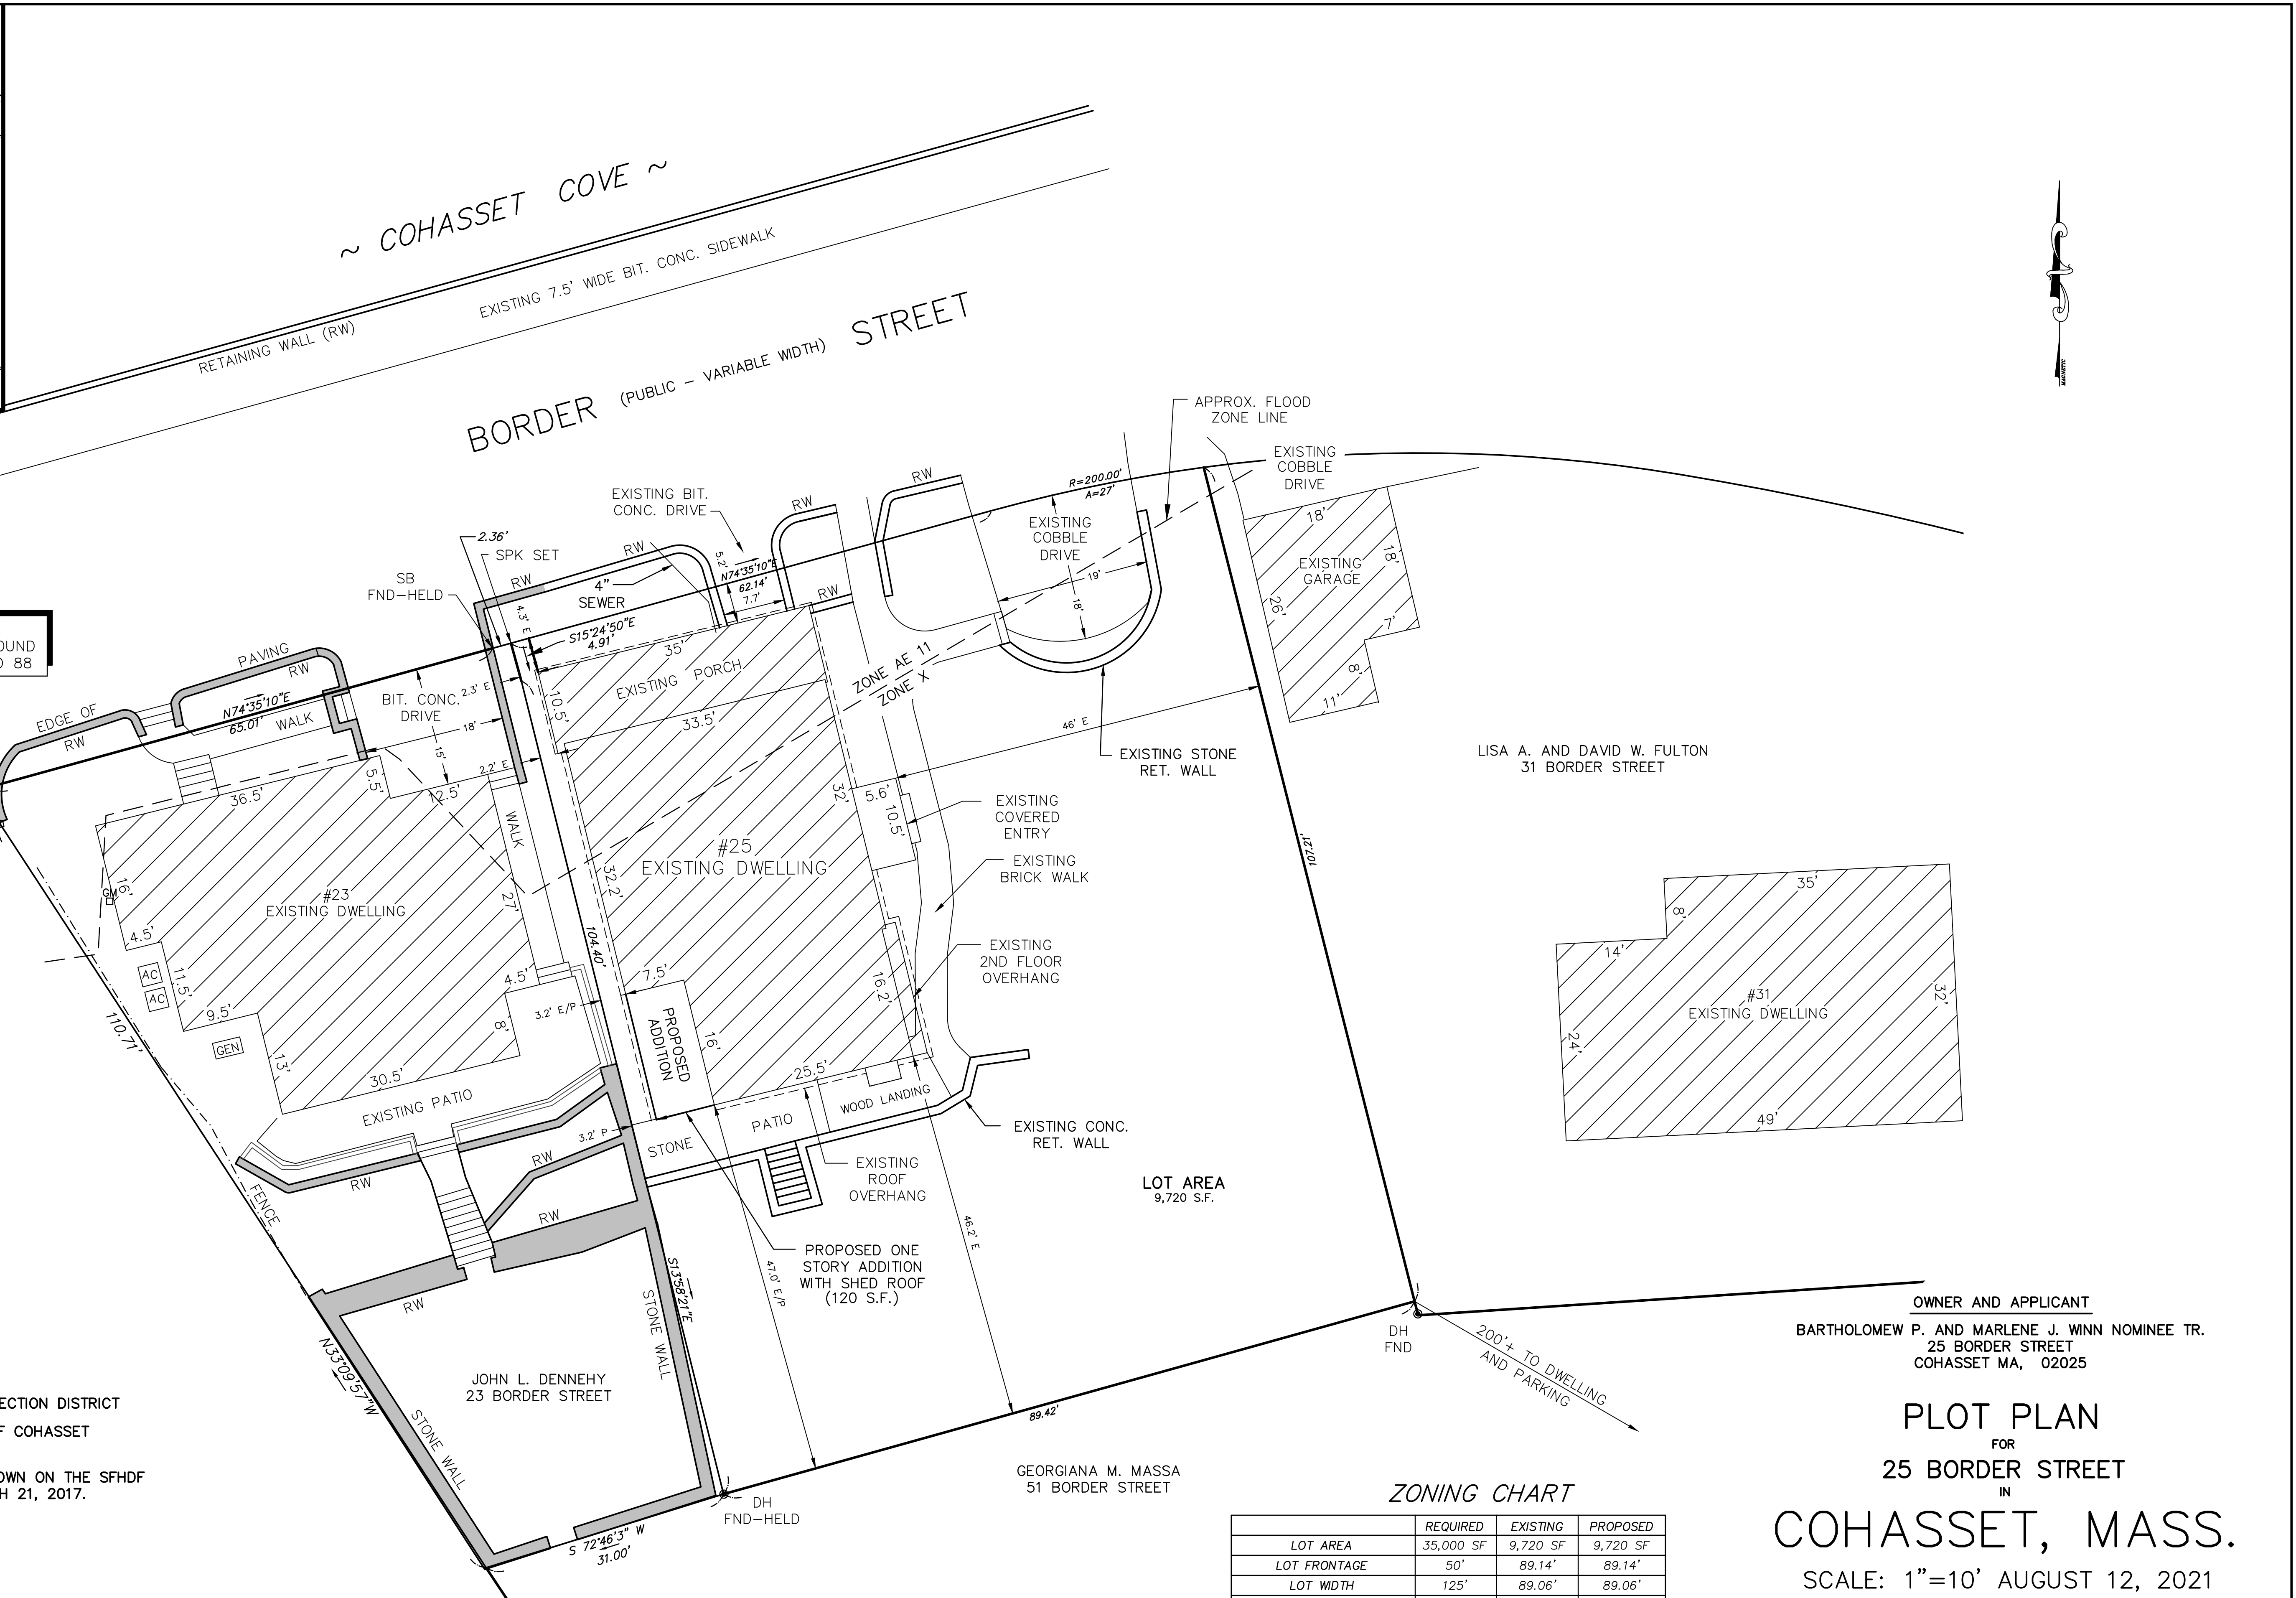 ~ COHASSET COVE ~
EXISTING 7.5' WIDE BIT. CONC. SIDEWALK
RETAINING WALL (RW)
BORDER (PUBLIC - VARIABLE WIDTH) STREET
MAGNETIC
APPROX. FLOOD
ZONE LINE
EXISTING
COBBLE
DRIVE
R=200.00'
A=27'
RW
RW
EXISTING BIT.
CONC. DRIVE
EXISTING
COBBLE
DRIVE
19'
18'
2.36'
SPK SET
SB
FND-HELD
RW
RW
4"
SEWER
5.2'
N74°35'10"E
62.14'
7.7'
RW
4.3' E
S15°24'50"E
4.91'
35'
EXISTING PORCH
10.5'
33.5'
ZONE AE 11
ZONE X
46' E
EXISTING STONE
RET. WALL
18'
EXISTING
GARAGE
18'
26'
7'
8'
11'
LISA A. AND DAVID W. FULTON
31 BORDER STREET
OUND
88
PAVING
RW
EDGE OF
RW
N74°35'10"E
65.01'
WALK
BIT. CONC.
DRIVE
2.3' E
18'
15'
2.2' E
36.5'
5.5'
12.5'
WALK
GM
16'
#23
EXISTING DWELLING
27'
4.5'
AC
AC
11.5'
9.5'
GEN
13'
30.5'
8'
4.5'
3.2' E/P
EXISTING PATIO
110.71'
FENCE
32'
5.6'
10.5'
#25
EXISTING DWELLING
32.2'
104.40'
EXISTING
COVERED
ENTRY
EXISTING
BRICK WALK
EXISTING
2ND FLOOR
OVERHANG
16.2'
7.5'
PROPOSED
ADDITION
16'
25.5'
WOOD LANDING
PATIO
STONE
3.2' P
EXISTING CONC.
RET. WALL
EXISTING
ROOF
OVERHANG
107.21'
35'
8'
14'
#31
EXISTING DWELLING
32'
24'
49'
LOT AREA
9,720 S.F.
RW
RW
RW
RW
PROPOSED ONE
STORY ADDITION
WITH SHED ROOF
(120 S.F.)
47.0' E/P
46.2' E
S13°58'21"E
STONE WALL
N33°09'57"W
STONE WALL
JOHN L. DENNEHY
23 BORDER STREET
89.42'
DH
FND
200'+ TO DWELLING
AND PARKING
GEORGIANA M. MASSA
51 BORDER STREET
DH
FND-HELD
S 72°46'3" W
31.00'
ECTION DISTRICT
F COHASSET
OWN ON THE SFHDF
H 21, 2017.
OWNER AND APPLICANT
BARTHOLOMEW P. AND MARLENE J. WINN NOMINEE TR.
25 BORDER STREET
COHASSET MA, 02025
PLOT PLAN
FOR
25 BORDER STREET
IN
COHASSET, MASS.
SCALE: 1"=10' AUGUST 12, 2021
ZONING CHART
REQUIRED EXISTING PROPOSED
LOT AREA 35,000 SF 9,720 SF 9,720 SF
LOT FRONTAGE 50' 89.14' 89.14'
LOT WIDTH 125' 89.06' 89.06'